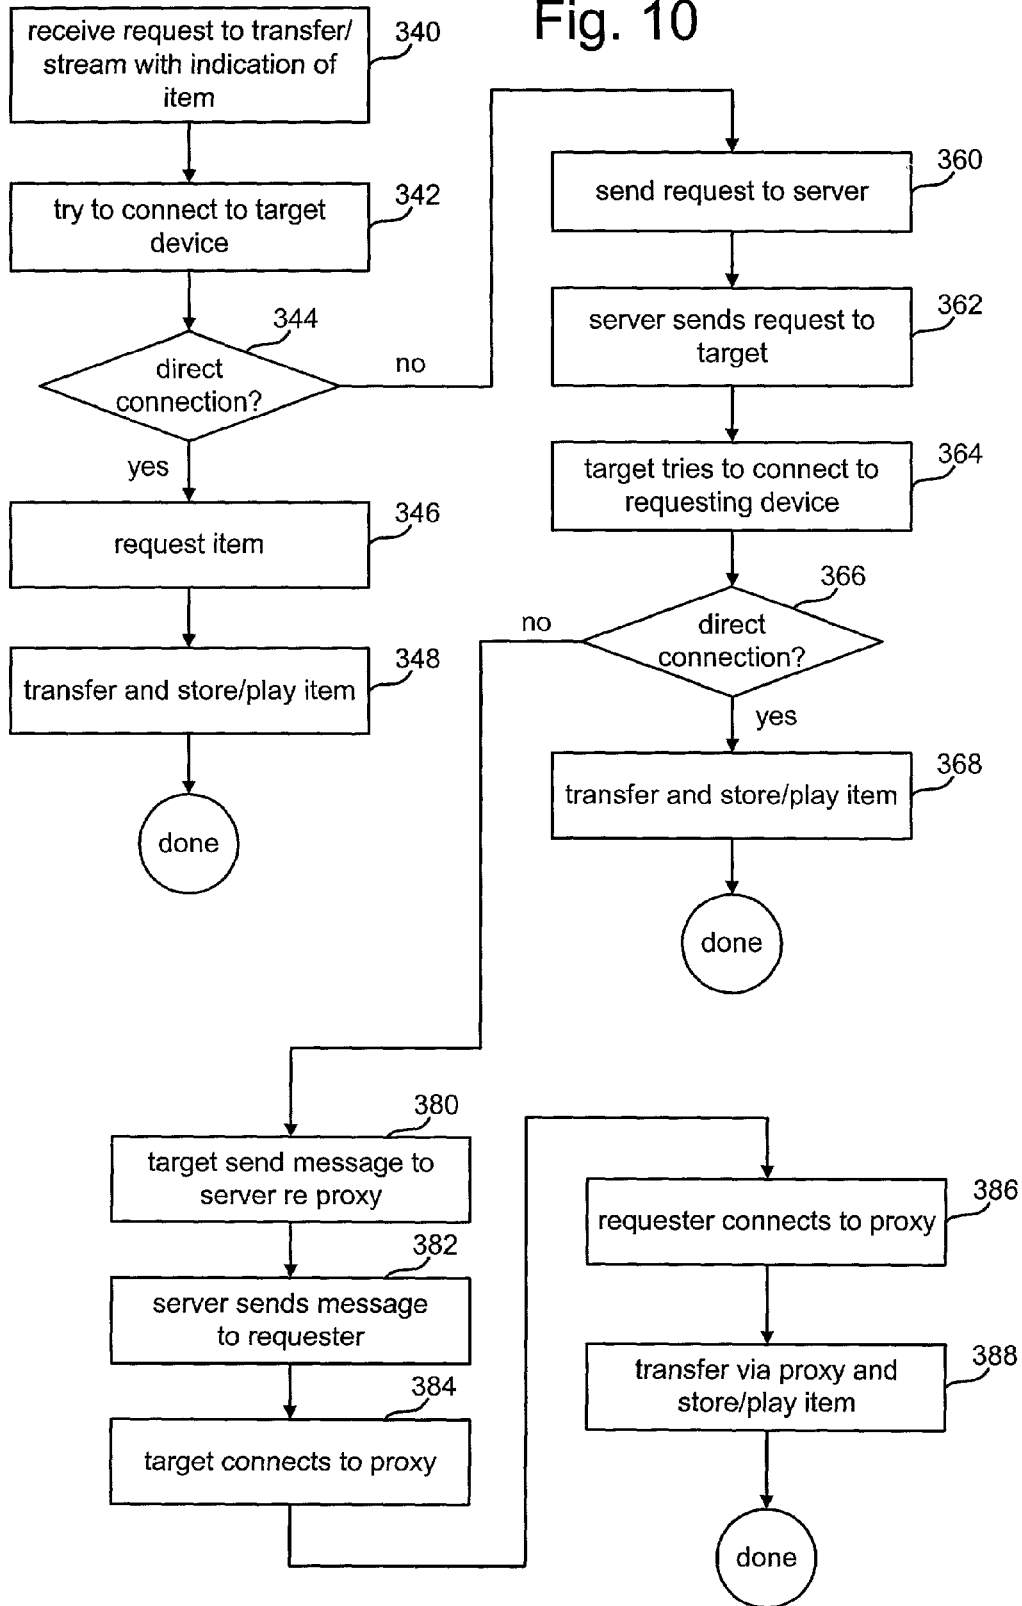 Fig. 10
receive request to transfer/
stream with indication of
item
340
try to connect to target
device
342
direct
connection?
344
no
yes
request item
346
transfer and store/play item
348
done
send request to server
360
server sends request to
target
362
target tries to connect to
requesting device
364
direct
connection?
366
no
yes
transfer and store/play item
368
done
target send message to
server re proxy
380
server sends message
to requester
382
target connects to proxy
384
requester connects to proxy
386
transfer via proxy and
store/play item
388
done